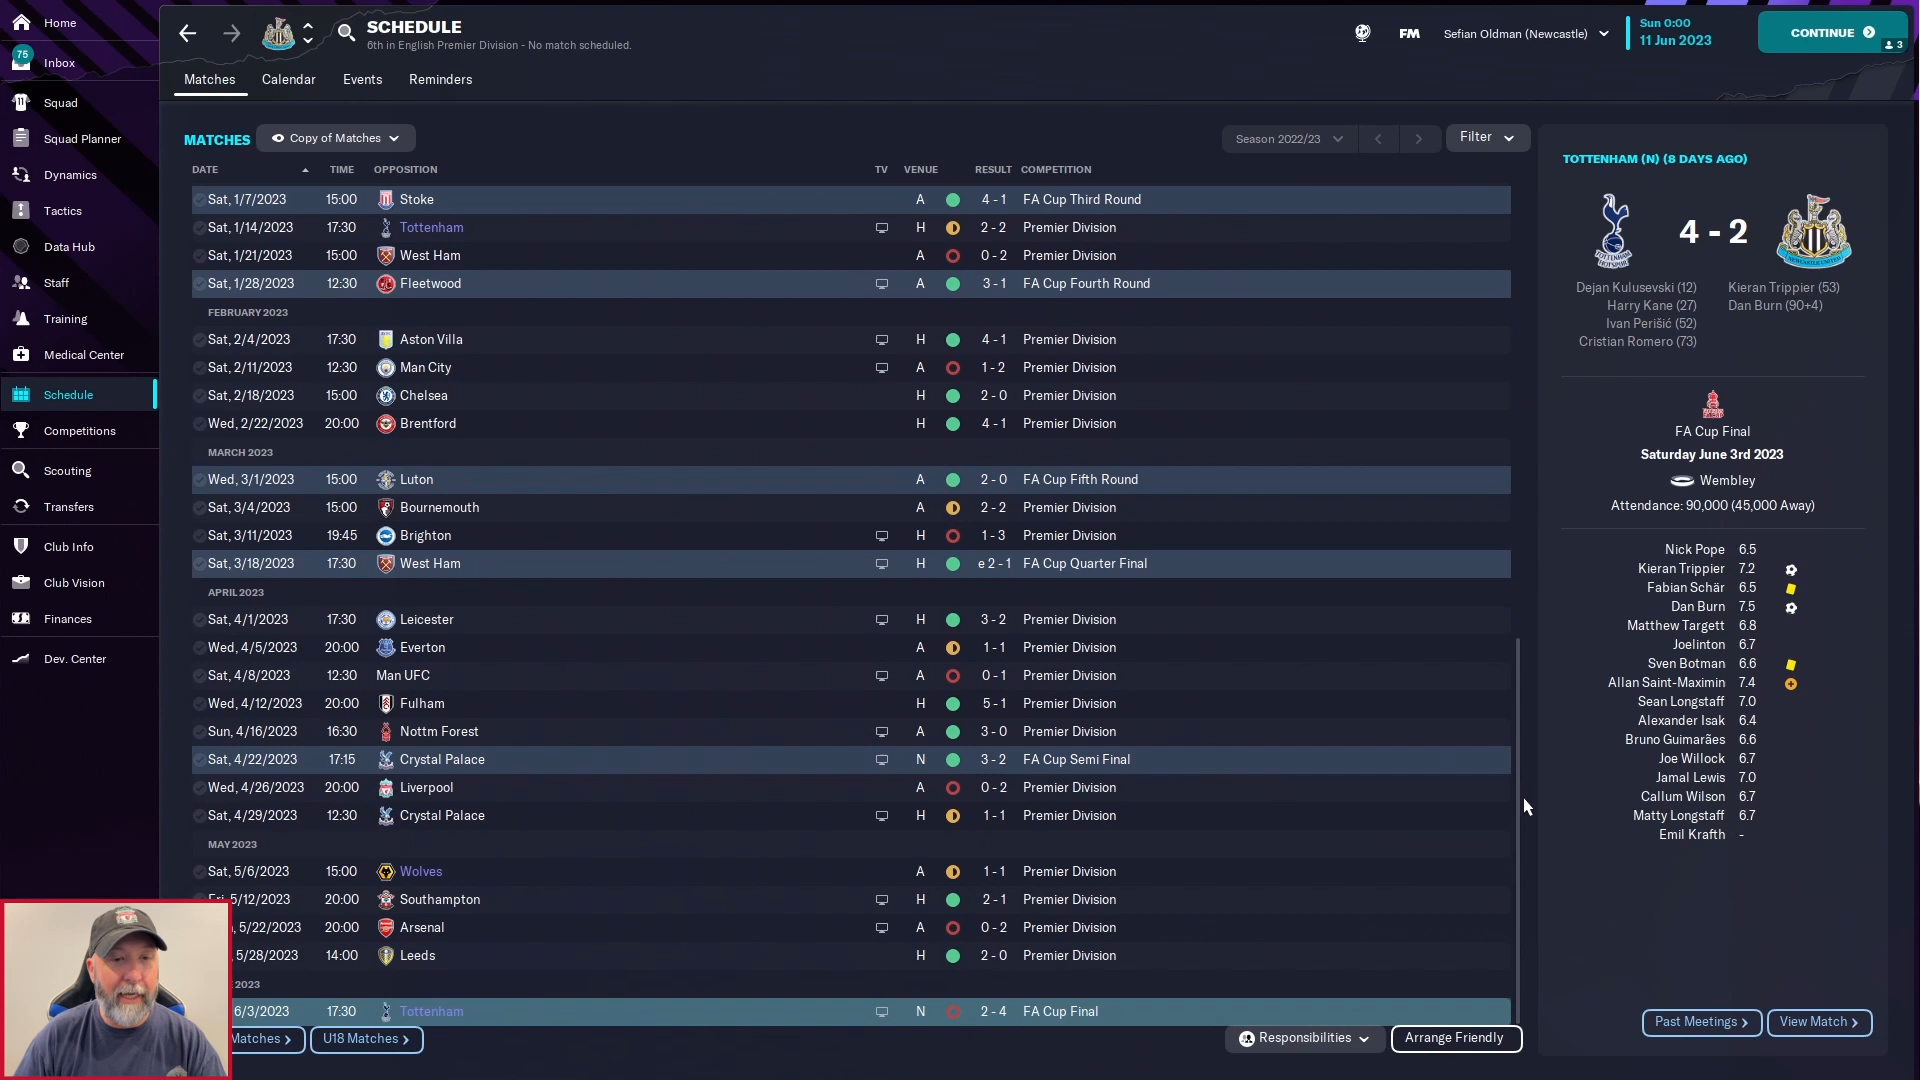 Home
75
Inbox
Squad
Squad Planner
Dynamics
Tactics
Data Hub
Staff
Training
Medical Center
Schedule
Competitions
Scouting
Transfers
Club Info
Club Vision
Finances
Dev. Center
SCHEDULE
6th in English Premier Division - No match scheduled.
FM
Sefian Oldman (Newcastle)
Sun 0:00
11 Jun 2023
CONTINUE
3
Matches Calendar Events Reminders
MATCHES Copy of Matches Season 2022/23 Filter
DATE TIME OPPOSITION TV VENUE RESULT COMPETITION
Sat, 1/7/2023 15:00 Stoke A 4 - 1 FA Cup Third Round
Sat, 1/14/2023 17:30 Tottenham H 2 - 2 Premier Division
Sat, 1/21/2023 15:00 West Ham A 0 - 2 Premier Division
Sat, 1/28/2023 12:30 Fleetwood A 3 - 1 FA Cup Fourth Round
FEBRUARY 2023
Sat, 2/4/2023 17:30 Aston Villa H 4 - 1 Premier Division
Sat, 2/11/2023 12:30 Man City A 1 - 2 Premier Division
Sat, 2/18/2023 15:00 Chelsea H 2 - 0 Premier Division
Wed, 2/22/2023 20:00 Brentford H 4 - 1 Premier Division
MARCH 2023
Wed, 3/1/2023 15:00 Luton A 2 - 0 FA Cup Fifth Round
Sat, 3/4/2023 15:00 Bournemouth A 2 - 2 Premier Division
Sat, 3/11/2023 19:45 Brighton H 1 - 3 Premier Division
Sat, 3/18/2023 17:30 West Ham H e 2 - 1 FA Cup Quarter Final
APRIL 2023
Sat, 4/1/2023 17:30 Leicester H 3 - 2 Premier Division
Wed, 4/5/2023 20:00 Everton A 1 - 1 Premier Division
Sat, 4/8/2023 12:30 Man UFC A 0 - 1 Premier Division
Wed, 4/12/2023 20:00 Fulham H 5 - 1 Premier Division
Sun, 4/16/2023 16:30 Nottm Forest A 3 - 0 Premier Division
Sat, 4/22/2023 17:15 Crystal Palace N 3 - 2 FA Cup Semi Final
Wed, 4/26/2023 20:00 Liverpool A 0 - 2 Premier Division
Sat, 4/29/2023 12:30 Crystal Palace H 1 - 1 Premier Division
MAY 2023
Sat, 5/6/2023 15:00 Wolves A 1 - 1 Premier Division
5/12/2023 20:00 Southampton H 2 - 1 Premier Division
5/22/2023 20:00 Arsenal A 0 - 2 Premier Division
5/28/2023 14:00 Leeds H 2 - 0 Premier Division
2023
6/3/2023 17:30 Tottenham N 2 - 4 FA Cup Final
Matches U18 Matches Responsibilities Arrange Friendly
TOTTENHAM (N) (8 DAYS AGO)
4 - 2
Dejan Kulusevski (12) Kieran Trippier (53)
Harry Kane (27) Dan Burn (90+4)
Ivan Perišić (52)
Cristian Romero (73)
FA Cup Final
Saturday June 3rd 2023
Wembley
Attendance: 90,000 (45,000 Away)
Nick Pope 6.5
Kieran Trippier 7.2
Fabian Schär 6.5
Dan Burn 7.5
Matthew Targett 6.8
Joelinton 6.7
Sven Botman 6.6
Allan Saint-Maximin 7.4
Sean Longstaff 7.0
Alexander Isak 6.4
Bruno Guimarães 6.6
Joe Willock 6.7
Jamal Lewis 7.0
Callum Wilson 6.7
Matty Longstaff 6.7
Emil Krafth -
Past Meetings View Match